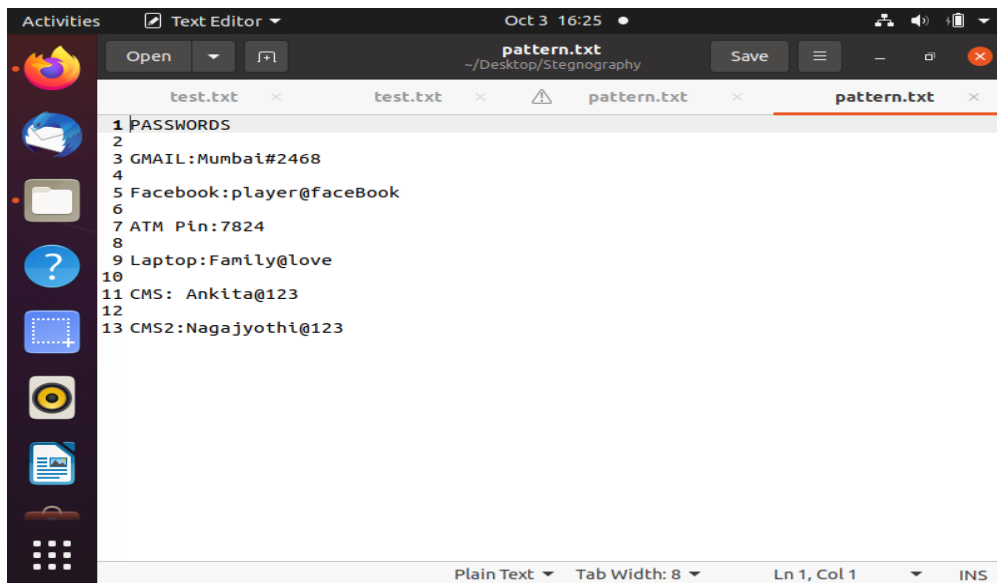 Activities Text Editor Oct 3 16:25
Open pattern.txt Save
~/Desktop/Stegnography
test.txt test.txt pattern.txt pattern.txt
1 PASSWORDS
2
3 GMAIL:Mumbai#2468
4
5 Facebook:player@faceBook
6
7 ATM Pin:7824
8
9 Laptop:Family@love
10
11 CMS: Ankita@123
12
13 CMS2:Nagajyothi@123
Plain Text Tab Width: 8 Ln 1, Col 1 INS